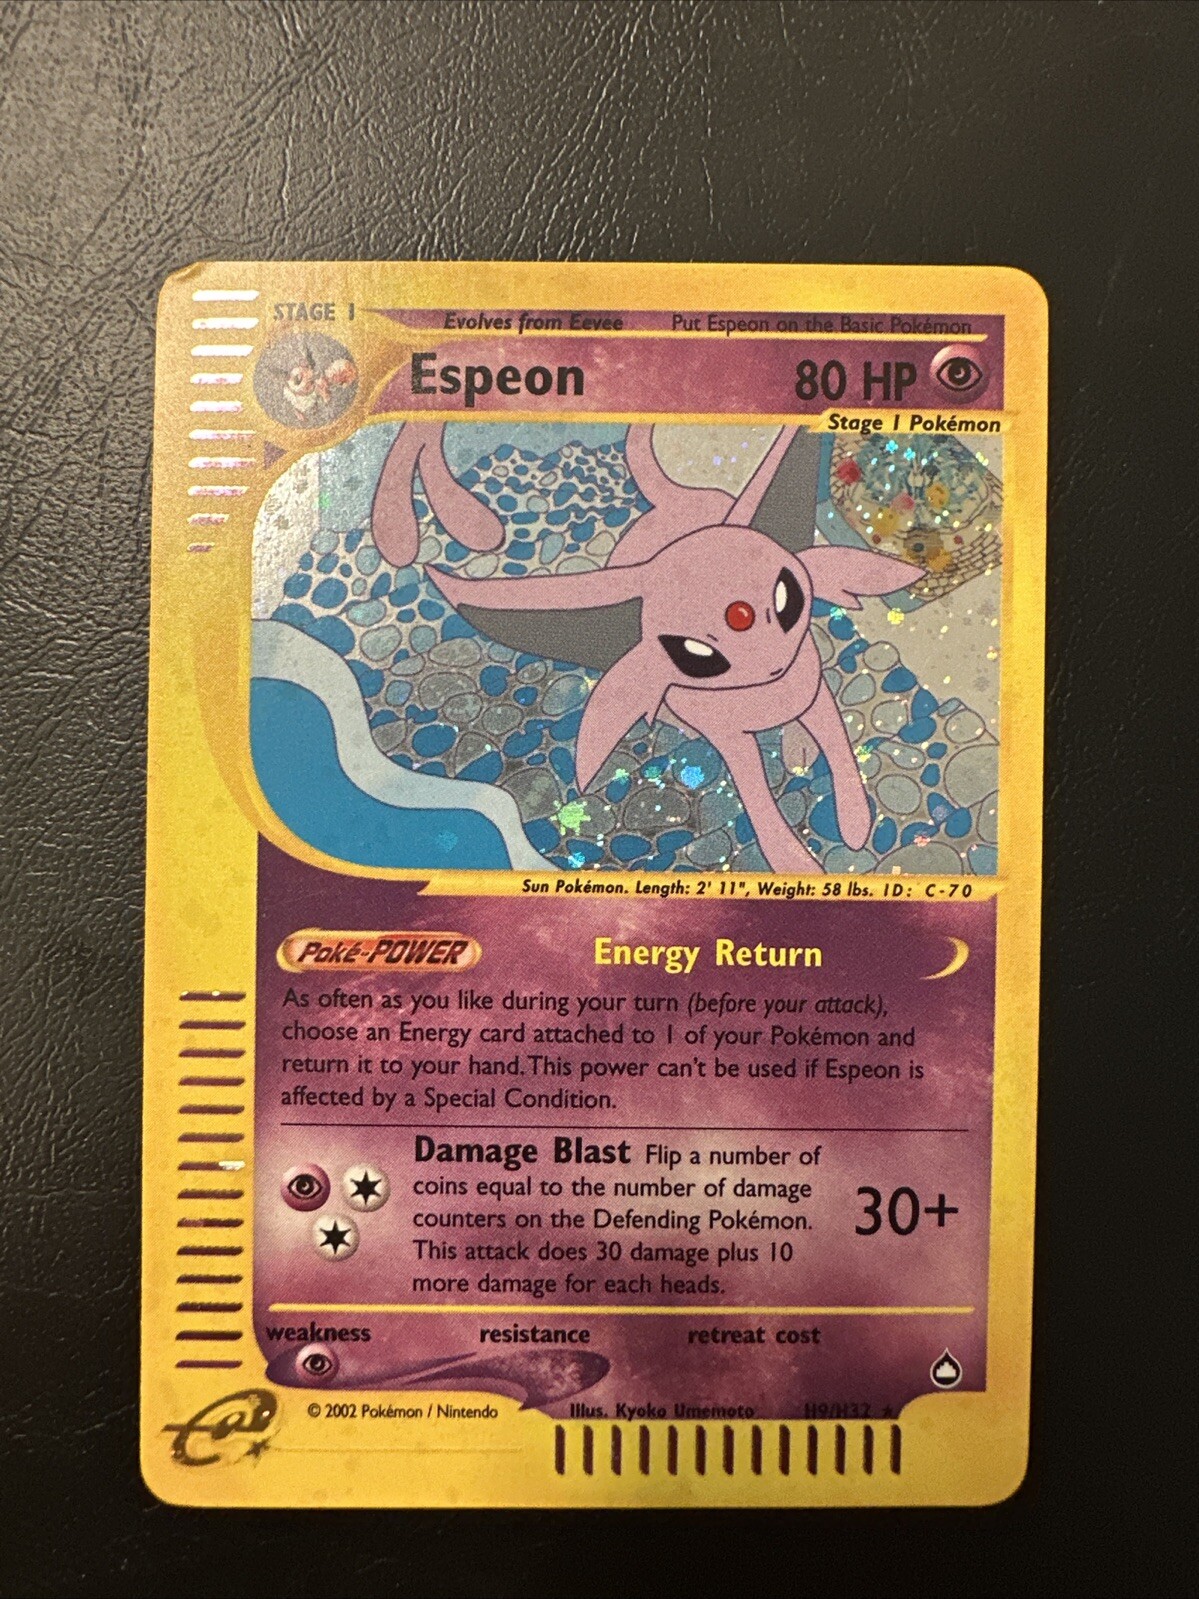 STAGE 1
Evolves from Eevee Put Espeon on the Basic Pokémon
Espeon 80 HP
Stage 1 Pokémon
Sun Pokémon. Length: 2' 11", Weight: 58 lbs. ID: C-70
Poké-POWER Energy Return
As often as you like during your turn (before your attack),
choose an Energy card attached to 1 of your Pokémon and
return it to your hand. This power can't be used if Espeon is
affected by a Special Condition.
Damage Blast Flip a number of
coins equal to the number of damage
counters on the Defending Pokémon.
This attack does 30 damage plus 10
more damage for each heads.
30+
weakness resistance retreat cost
© 2002 Pokémon / Nintendo Illus. Kyoko Umemoto H9/H32 ★